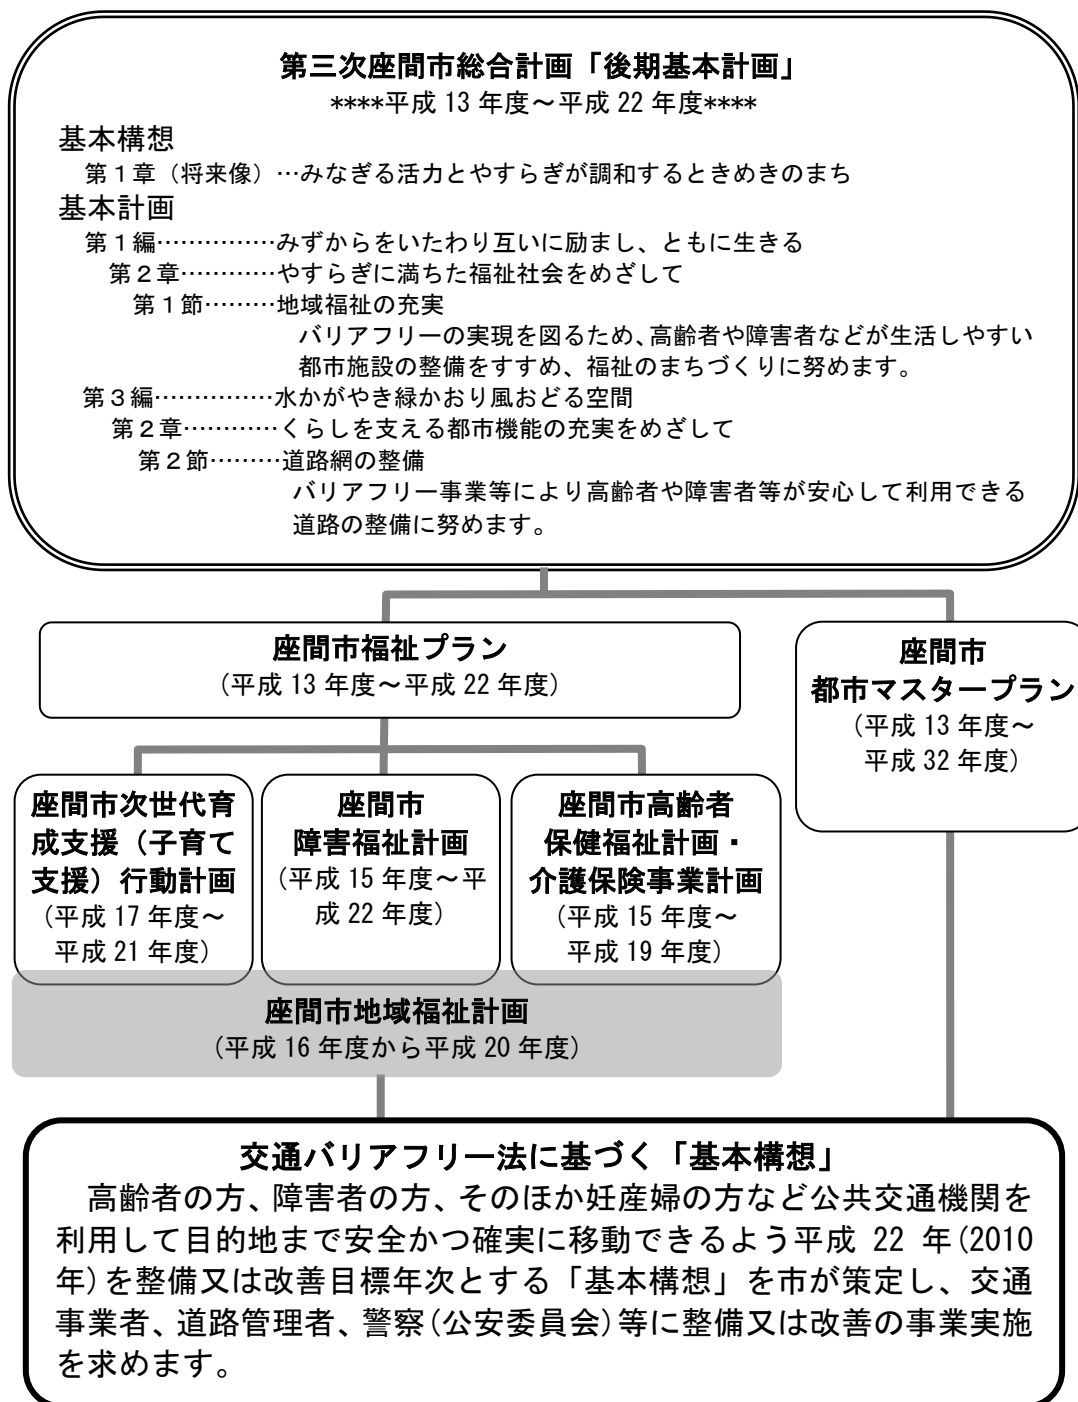 第三次座間市総合計画「後期基本計画」
****平成 13 年度～平成 22 年度****
基本構想
第１章（将来像）…みなぎる活力とやすらぎが調和するときめきのまち
基本計画
第１編……………みずからをいたわり互いに励まし、ともに生きる
第２章…………やすらぎに満ちた福祉社会をめざして
第１節………地域福祉の充実
バリアフリーの実現を図るため、高齢者や障害者などが生活しやすい
都市施設の整備をすすめ、福祉のまちづくりに努めます。
第３編……………水かがやき緑かおり風おどる空間
第２章…………くらしを支える都市機能の充実をめざして
第２節………道路網の整備
バリアフリー事業等により高齢者や障害者等が安心して利用できる
道路の整備に努めます。
座間市福祉プラン
（平成 13 年度～平成 22 年度）
座間市
都市マスタープラン
（平成 13 年度～
平成 32 年度）
座間市次世代育
成支援（子育て
支援）行動計画
（平成 17 年度～
平成 21 年度）
座間市
障害福祉計画
（平成 15 年度～平
成 22 年度）
座間市高齢者
保健福祉計画・
介護保険事業計画
（平成 15 年度～
平成 19 年度）
座間市地域福祉計画
（平成 16 年度から平成 20 年度）
交通バリアフリー法に基づく「基本構想」
高齢者の方、障害者の方、そのほか妊産婦の方など公共交通機関を
利用して目的地まで安全かつ確実に移動できるよう平成 22 年(2010
年)を整備又は改善目標年次とする「基本構想」を市が策定し、交通
事業者、道路管理者、警察(公安委員会)等に整備又は改善の事業実施
を求めます。